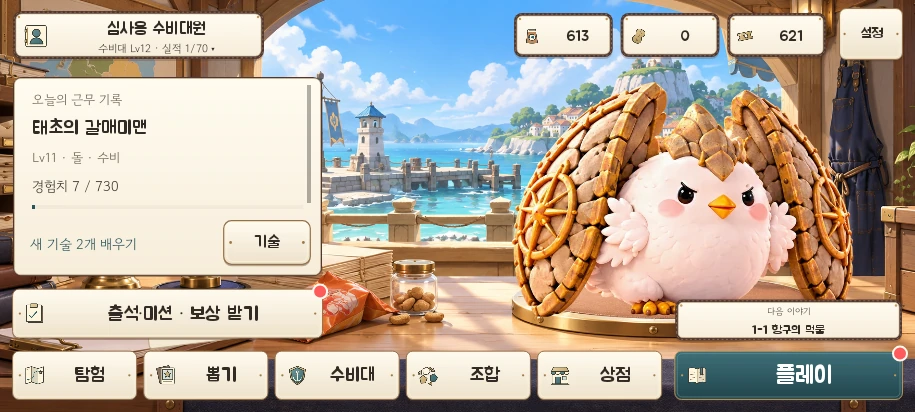 심사용 수비대원
수비대 Lv12 · 실적 1/70 •
613
0
621
설정
오늘의 근무 기록
태초의 갈매미맨
Lv11 · 돌 · 수비
경험치 7 / 730
새 기술 2개 배우기
기술
출석·미션 · 보상 받기
다음 이야기
1-1 항구의 먹물
탐험
뽑기
수비대
조합
상점
플레이